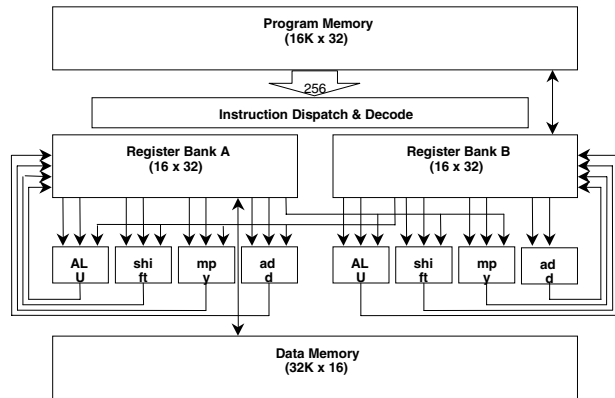 Program Memory
(16K x 32)
256
Instruction Dispatch & Decode
Register Bank A
(16 x 32)
Register Bank B
(16 x 32)
AL
U
shi
ft
mp
y
ad
d
AL
U
shi
ft
mp
y
ad
d
Data Memory
(32K x 16)